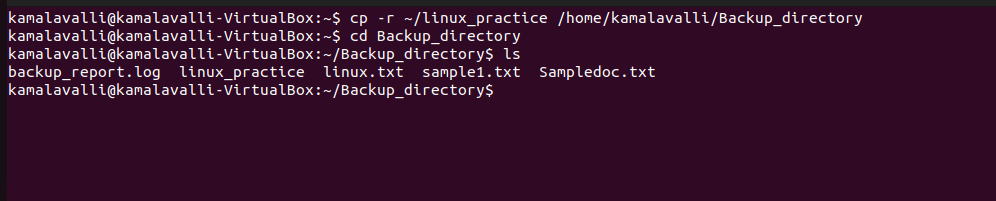 kamalavalli@kamalavalli-VirtualBox:~$ cp -r ~/linux_practice /home/kamalavalli/Backup_directory
kamalavalli@kamalavalli-VirtualBox:~$ cd Backup_directory
kamalavalli@kamalavalli-VirtualBox:~/Backup_directory$ ls
backup_report.log  linux_practice  linux.txt  sample1.txt  Sampledoc.txt
kamalavalli@kamalavalli-VirtualBox:~/Backup_directory$